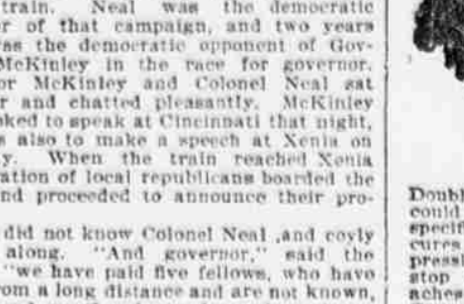 train. Neal was the democratic
r of that campaign, and two years
as the democratic opponent of Gov-
McKinley in the race for governor.
or McKinley and Colonel Neal sat
r and chatted pleasantly. McKinley
oked to speak at Cincinnati that night,
s also to make a speech at Xenia on
y. When the train reached Xenia
ation of local republicans boarded the
nd proceeded to announce their pro-
did not know Colonel Neal ,and coyly
along. "And governor," said the
"we have paid five fellows, who have
rom a long distance and are not known,
Doubl
could
specif
cures
pressi
stop
aches